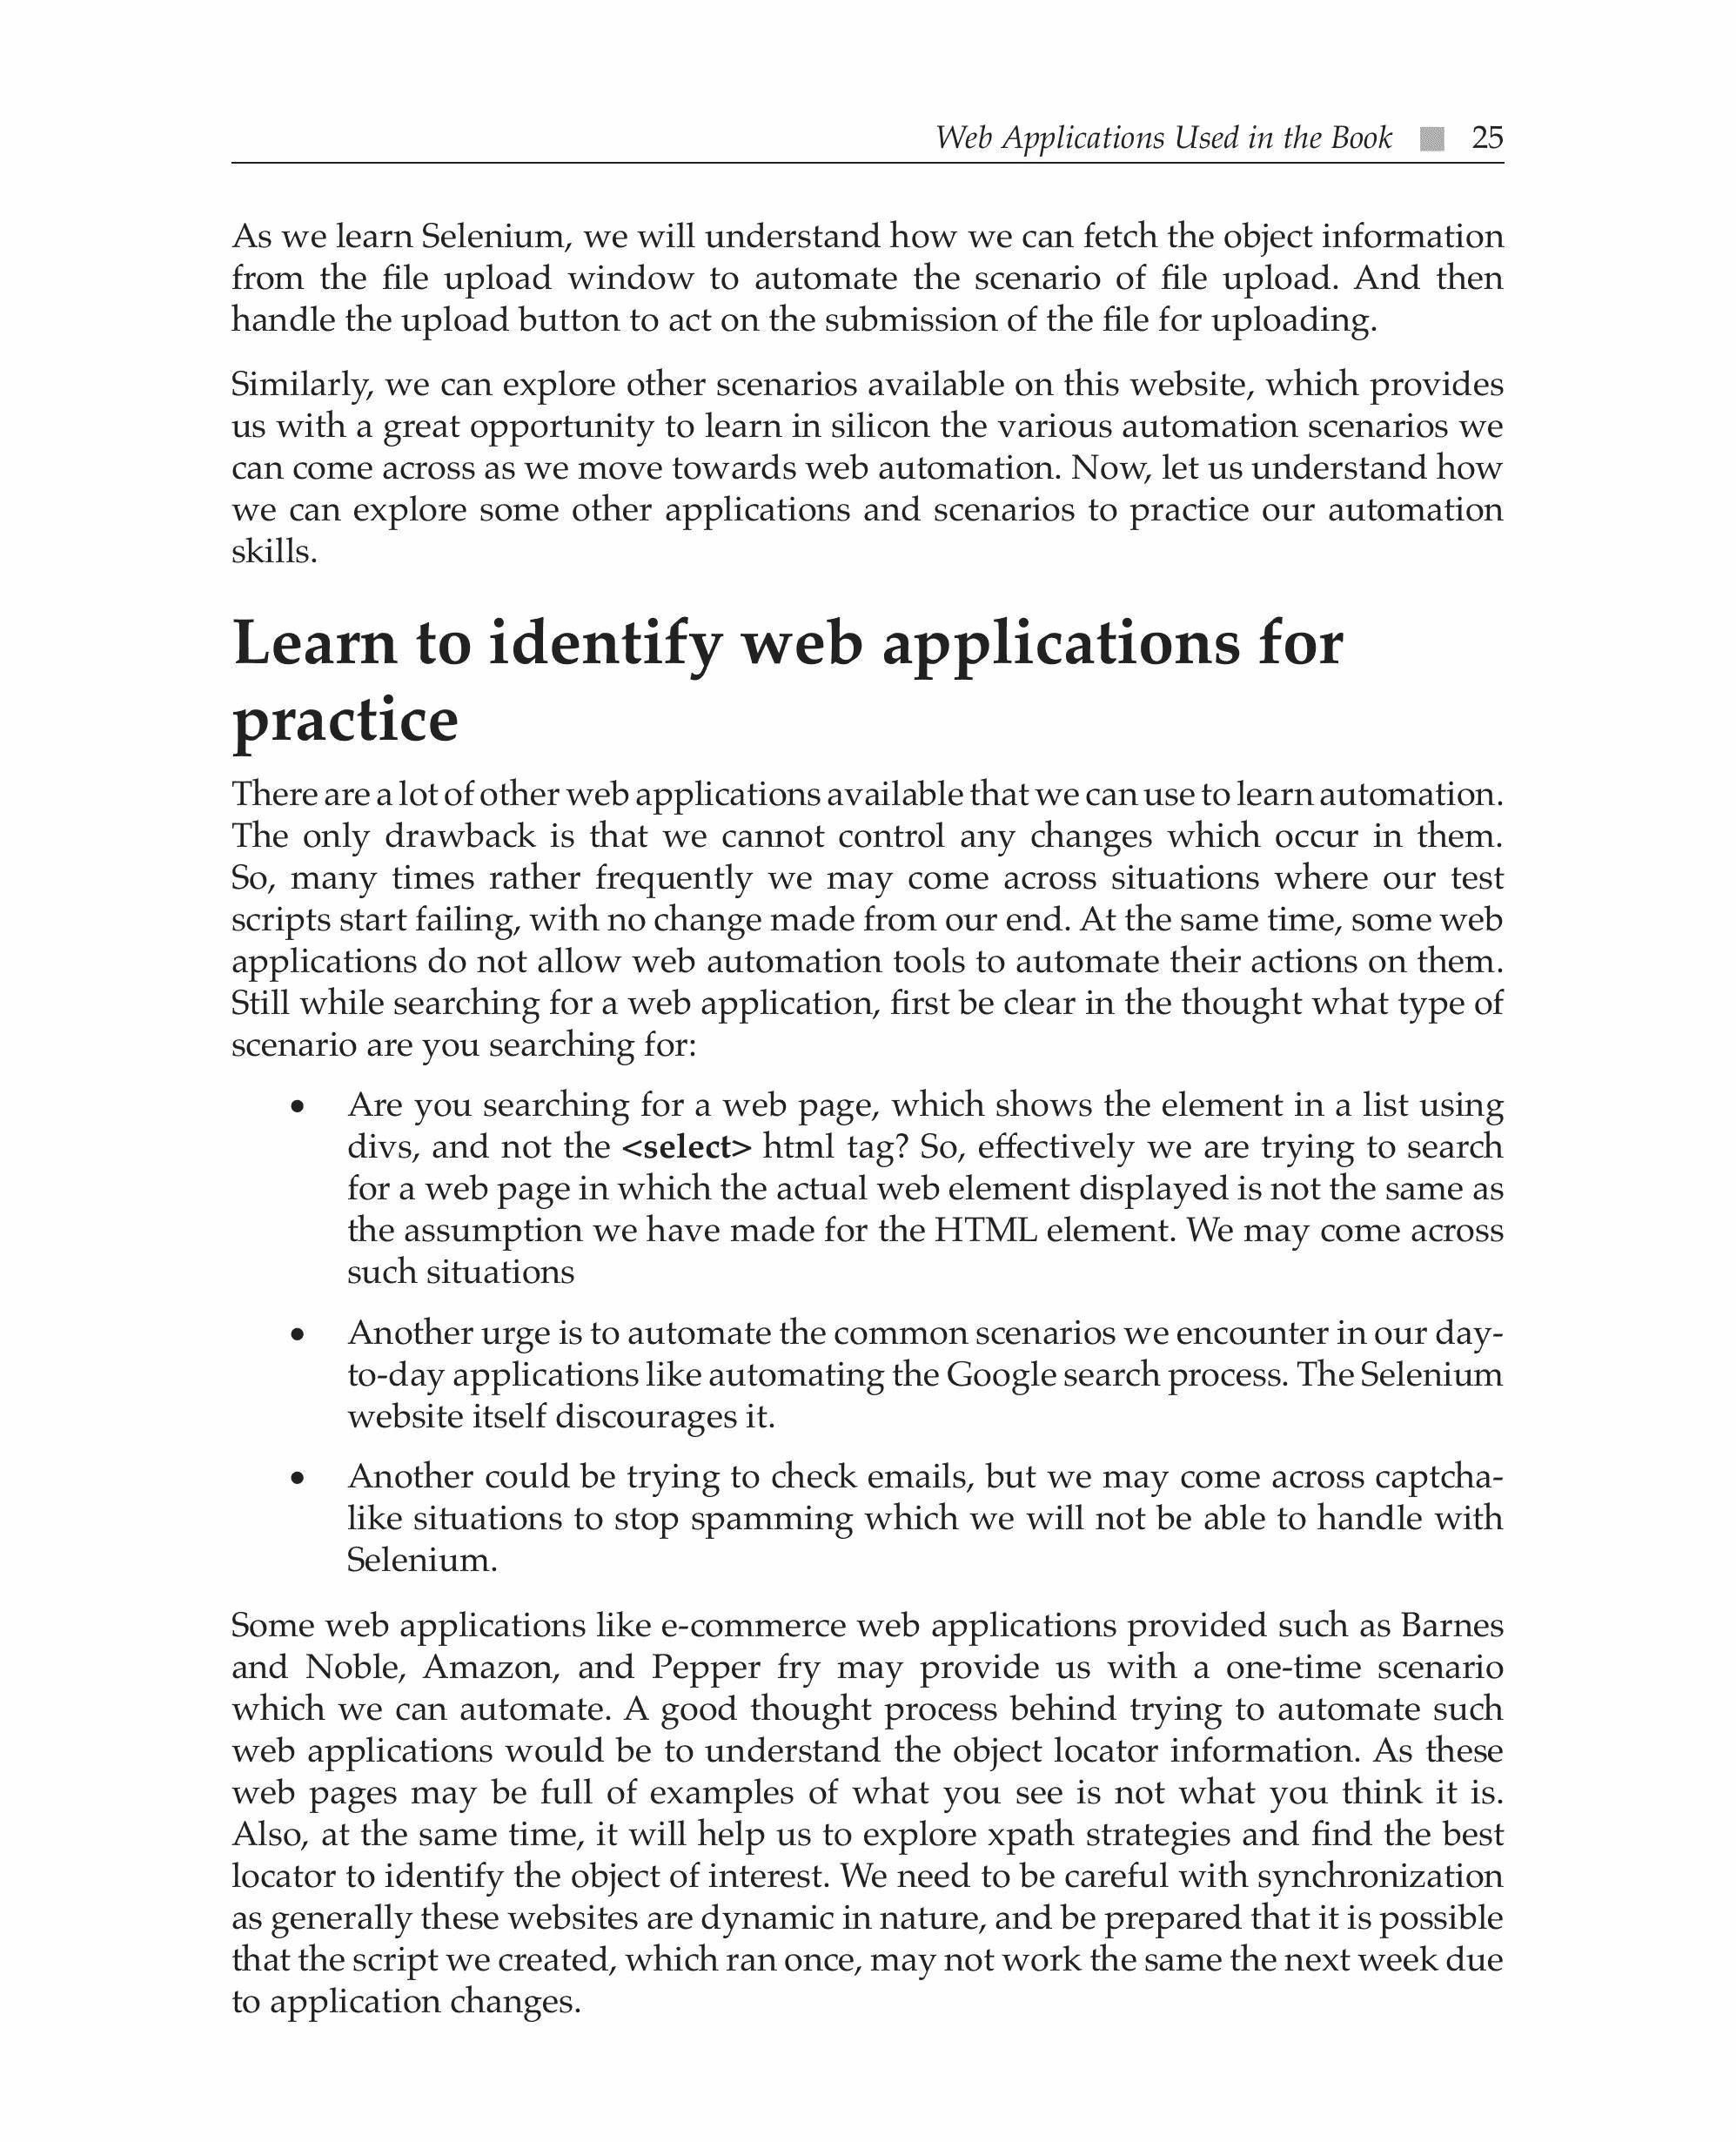 Web Applications Used in the Book 25
As we learn Selenium, we will understand how we can fetch the object information
from the file upload window to automate the scenario of file upload. And then
handle the upload button to act on the submission of the file for uploading.
Similarly, we can explore other scenarios available on this website, which provides
us with a great opportunity to learn in silicon the various automation scenarios we
can come across as we move towards web automation. Now, let us understand how
we can explore some other applications and scenarios to practice our automation
skills.
Learn to identify web applications for
practice
There are a lot of other web applications available that we can use to learn automation.
The only drawback is that we cannot control any changes which occur in them.
So, many times rather frequently we may come across situations where our test
scripts start failing, with no change made from our end. At the same time, some web
applications do not allow web automation tools to automate their actions on them.
Still while searching for a web application, first be clear in the thought what type of
scenario are you searching for:
• Are you searching for a web page, which shows the element in a list using
divs, and not the <select> html tag? So, effectively we are trying to search
for a web page in which the actual web element displayed is not the same as
the assumption we have made for the HTML element. We may come across
such situations
• Another urge is to automate the common scenarios we encounter in our day-
to-day applications like automating the Google search process. The Selenium
website itself discourages it.
• Another could be trying to check emails, but we may come across captcha-
like situations to stop spamming which we will not be able to handle with
Selenium.
Some web applications like e-commerce web applications provided such as Barnes
and Noble, Amazon, and Pepper fry may provide us with a one-time scenario
which we can automate. A good thought process behind trying to automate such
web applications would be to understand the object locator information. As these
web pages may be full of examples of what you see is not what you think it is.
Also, at the same time, it will help us to explore xpath strategies and find the best
locator to identify the object of interest. We need to be careful with synchronization
as generally these websites are dynamic in nature, and be prepared that it is possible
that the script we created, which ran once, may not work the same the next week due
to application changes.